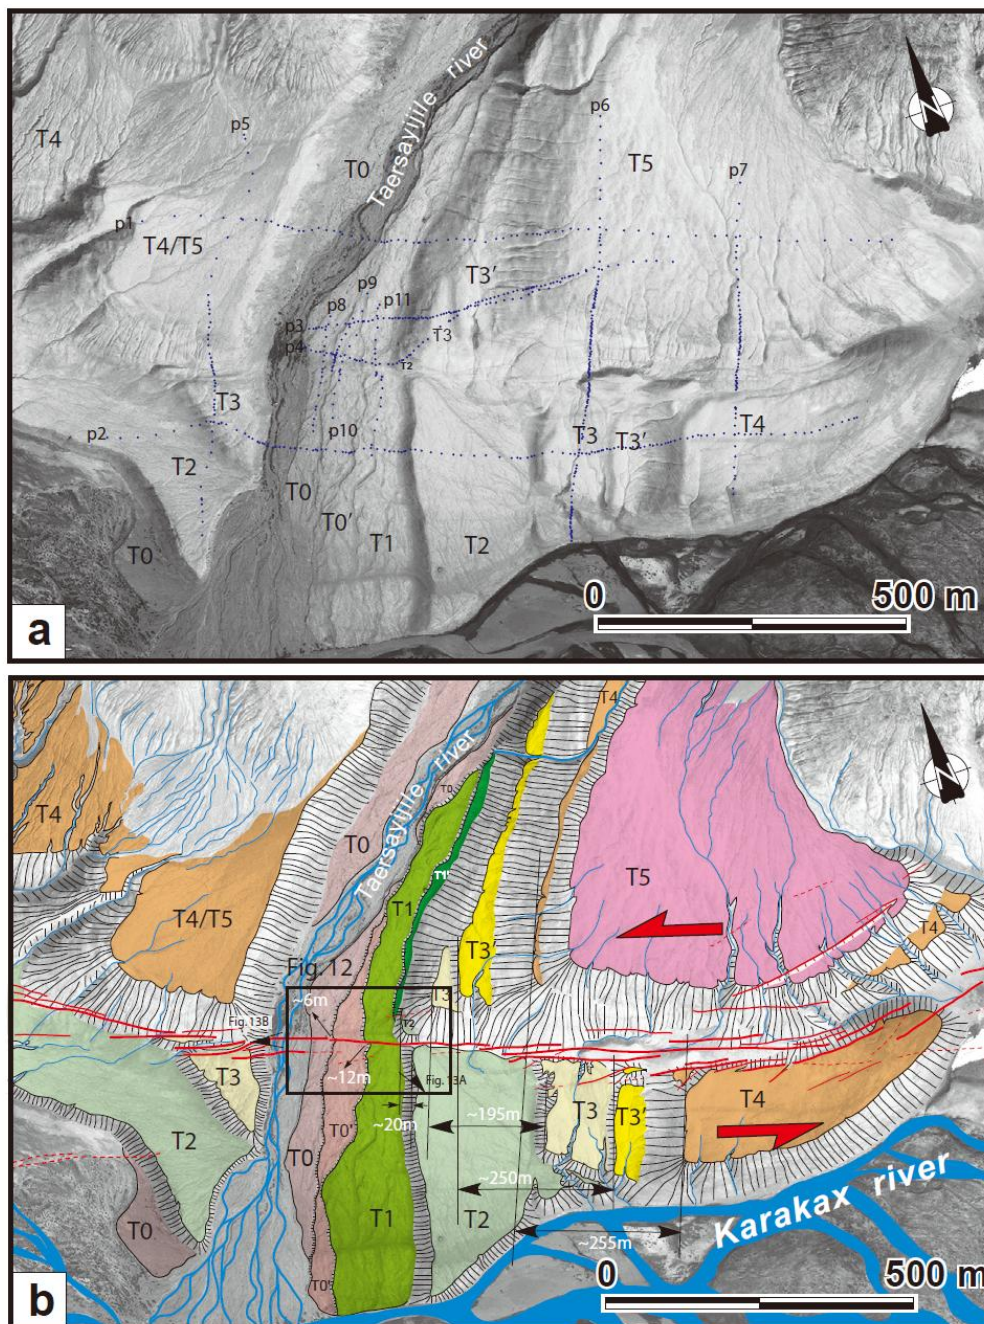 Taersaylile river
N
p5
p6
T4
T0
T5
p7
p1
T4/T5
T3'
p9
p8
p11
p3
T3
p4
T2
T3
p10
p2
T3
T3'
T4
T2
T0
T0'
T1
T2
T0
0
500 m
a
T4
Taersaylile river
N
T4
T0
T0
T5
T1
T4/T5
T3'
T4
Fig. 12
~6m
T3
Fig. 13B
T2
~12m
Fig. 13A
T3
T4
~195m
T3
T3'
~20m
T2
T0'
T0
~250m
T1
T2
T0
~255m
Karakax river
T0'
0
500 m
b